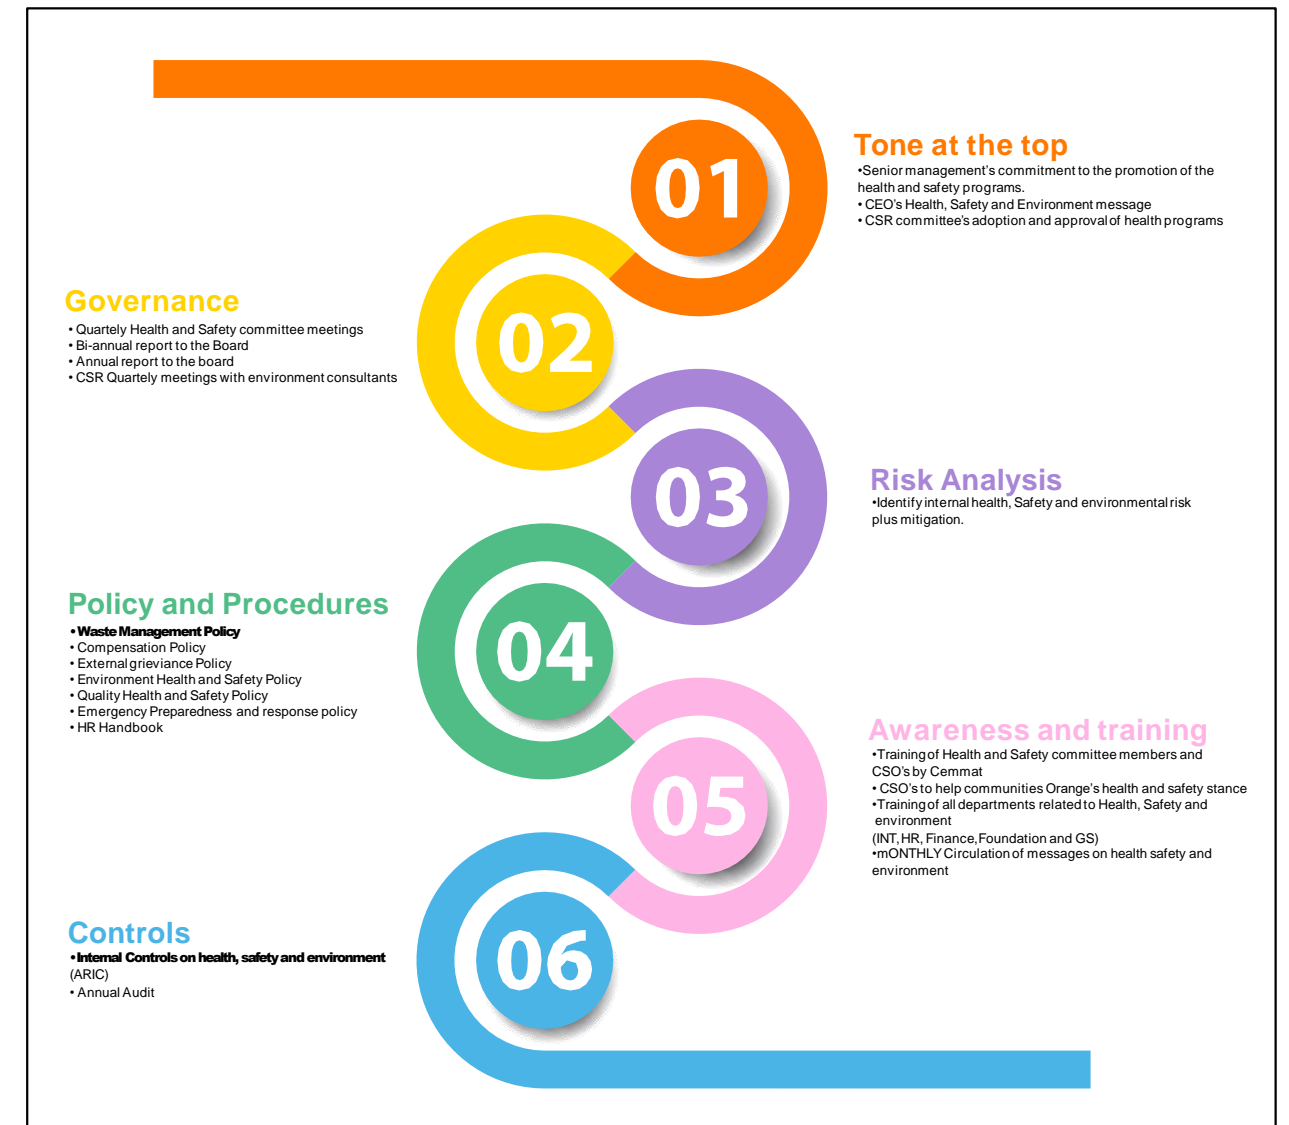 01
Tone at the top
•Senior management's commitment to the promotion of the
health and safety programs.
• CEO's Health, Safety and Environment message
• CSR committee's adoption and approval of health programs
02
Governance
• Quartely Health and Safety committee meetings
• Bi-annual report to the Board
• Annual report to the board
• CSR Quartely meetings with environment consultants
03
Risk Analysis
•Identify internal health, Safety and environmental risk
plus mitigation.
04
Policy and Procedures
• Waste Management Policy
• Compensation Policy
• External grieviance Policy
• Environment Health and Safety Policy
• Quality Health and Safety Policy
• Emergency Preparedness and response policy
• HR Handbook
05
Awareness and training
•Training of Health and Safety committee members and
CSO's by Cemmat
• CSO's to help communities Orange's health and safety stance
•Training of all departments related to Health, Safety and
environment
(INT, HR, Finance, Foundation and GS)
•mONTHLY Circulation of messages on health safety and
environment
06
Controls
• Internal Controls on health, safety and environment
(ARIC)
• Annual Audit